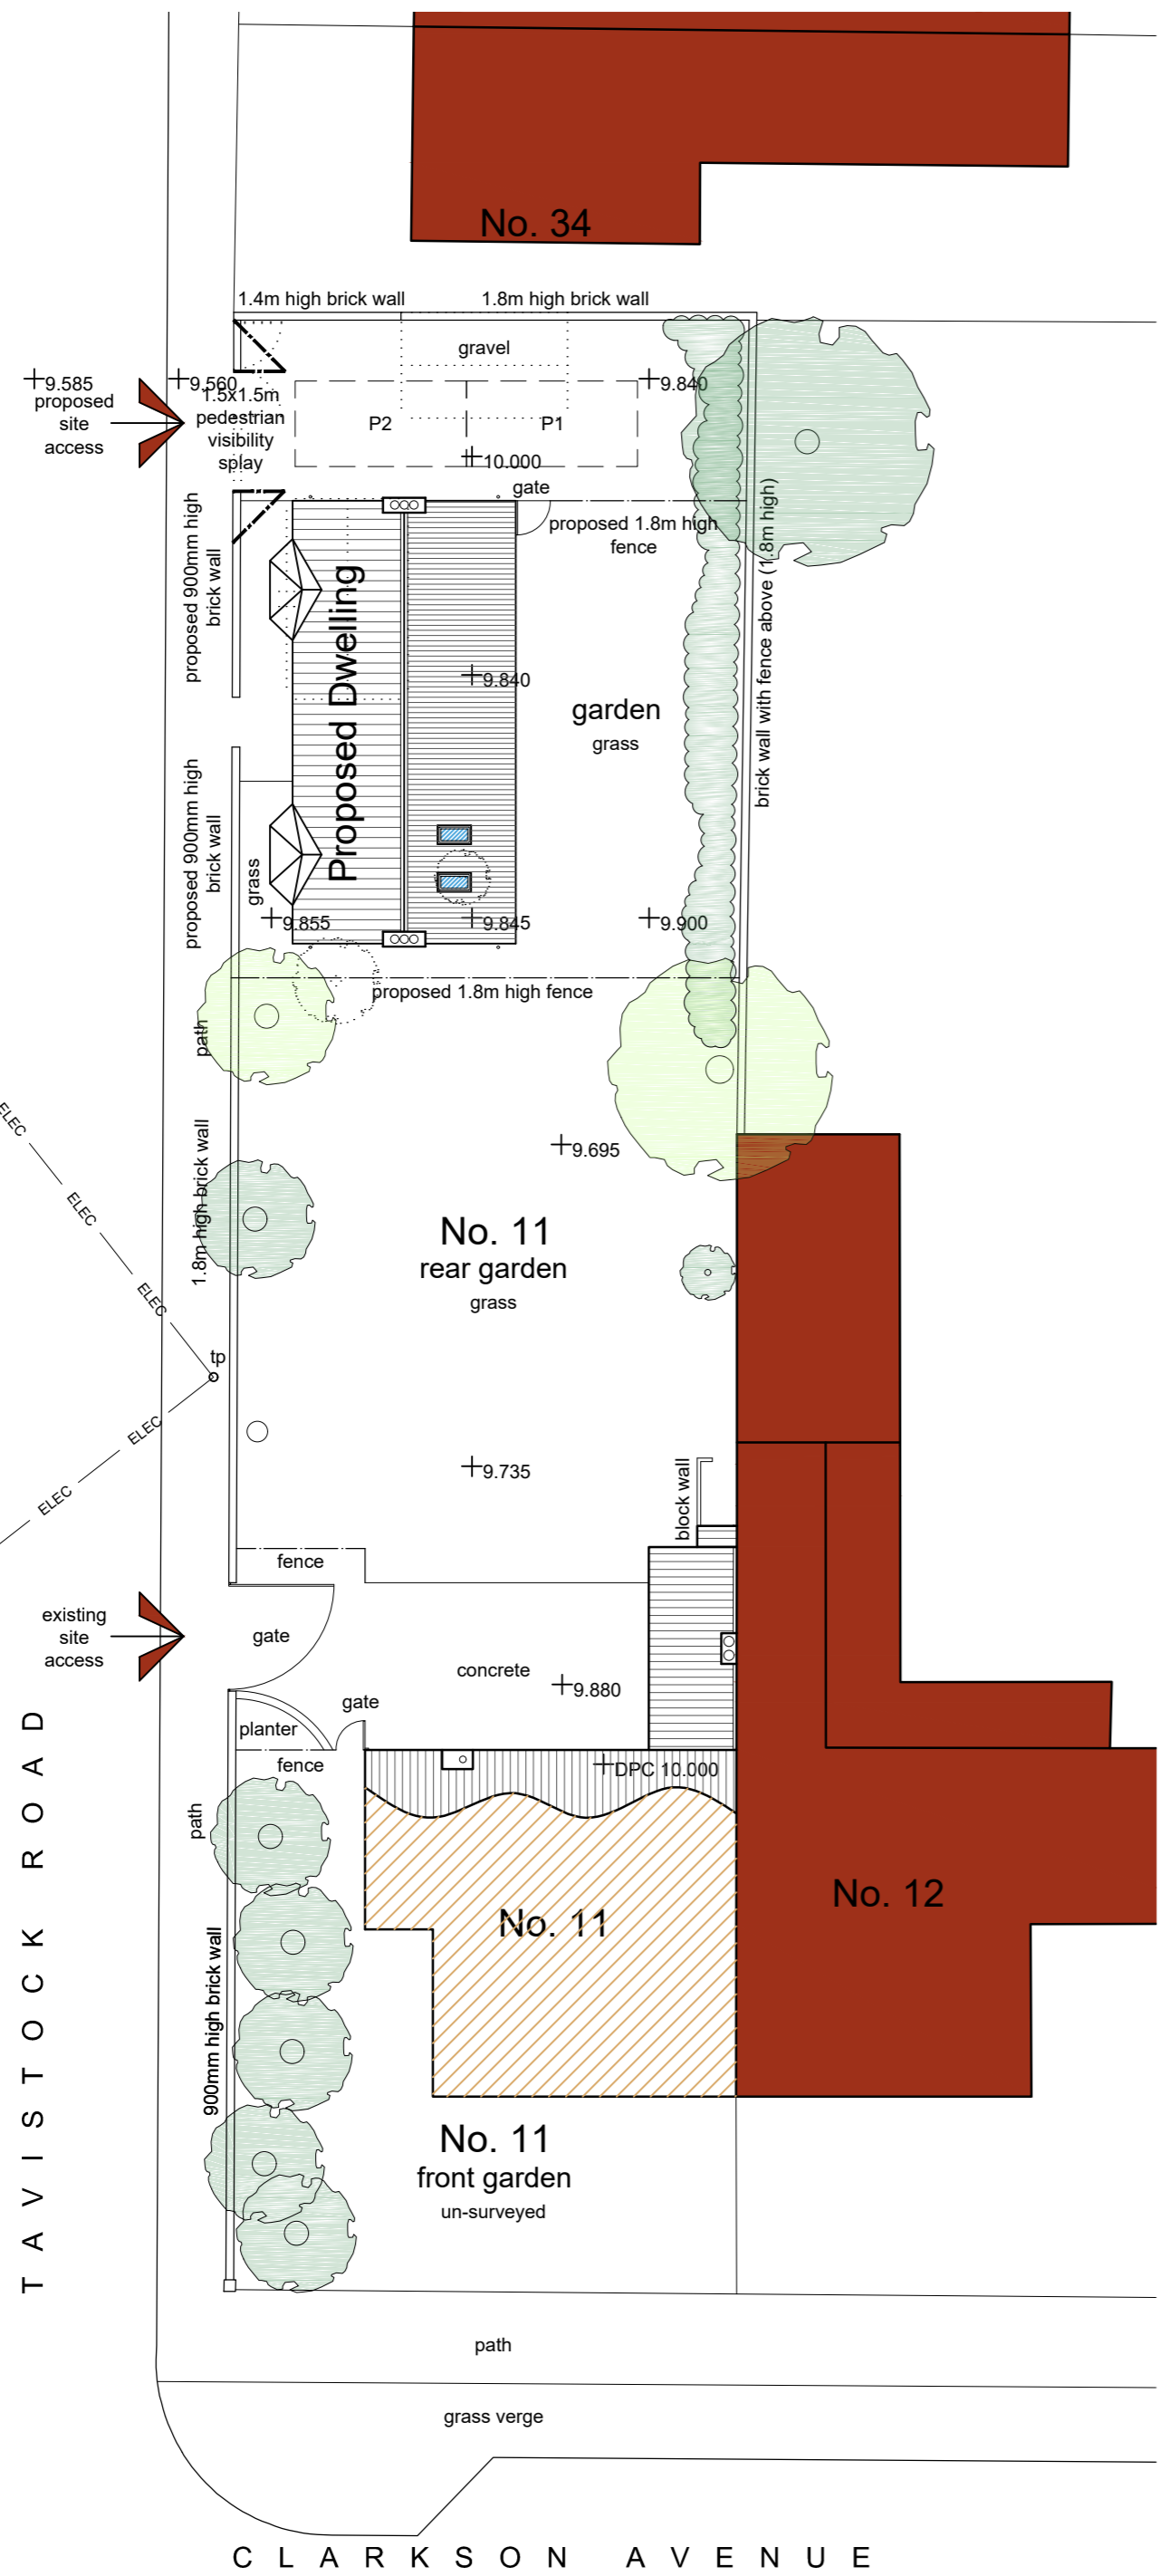 No. 34
1.4m high brick wall
1.8m high brick wall
gravel
9.585
9.560
9.840
proposed
site
access
1.5x1.5m
pedestrian
visibility
splay
P2
P1
10.000
gate
proposed 1.8m high
fence
proposed 900mm high
brick wall
Proposed Dwelling
brick wall with fence above (1.8m high)
9.840
garden
grass
proposed 900mm high
brick wall
grass
9.855
9.845
9.900
proposed 1.8m high fence
path
ELEC
1.8m high brick wall
9.695
ELEC
No. 11
rear garden
grass
ELEC
tp
ELEC
9.735
ELEC
block wall
fence
existing
site
access
gate
concrete
9.880
gate
planter
fence
DPC 10.000
path
No. 12
No. 11
900mm high brick wall
TAVISTOCK ROAD
No. 11
front garden
un-surveyed
path
grass verge
CLARKSON AVENUE